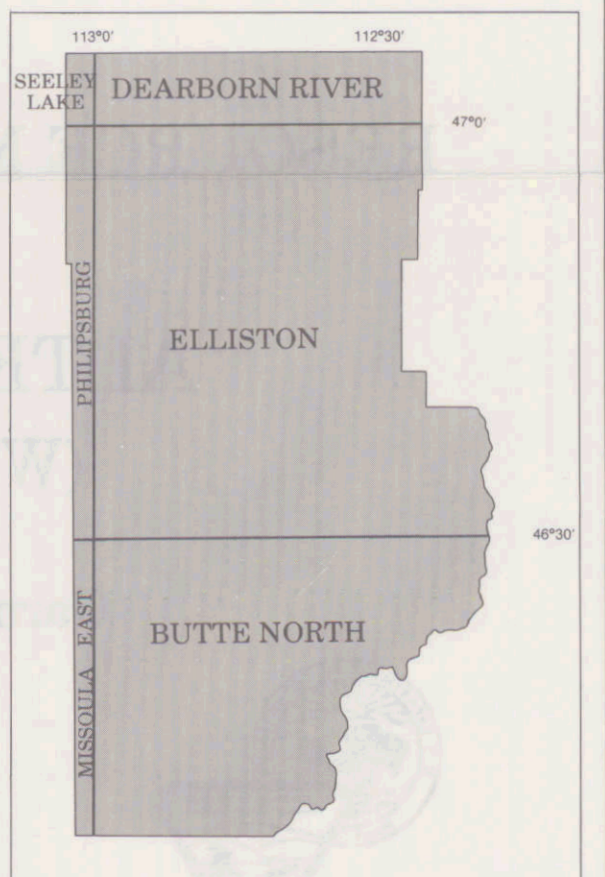 113°0'
112°30'
SEELEY
LAKE
DEARBORN RIVER
47°0'
PHILIPSBURG
ELLISTON
46°30'
MISSOULA EAST
BUTTE NORTH